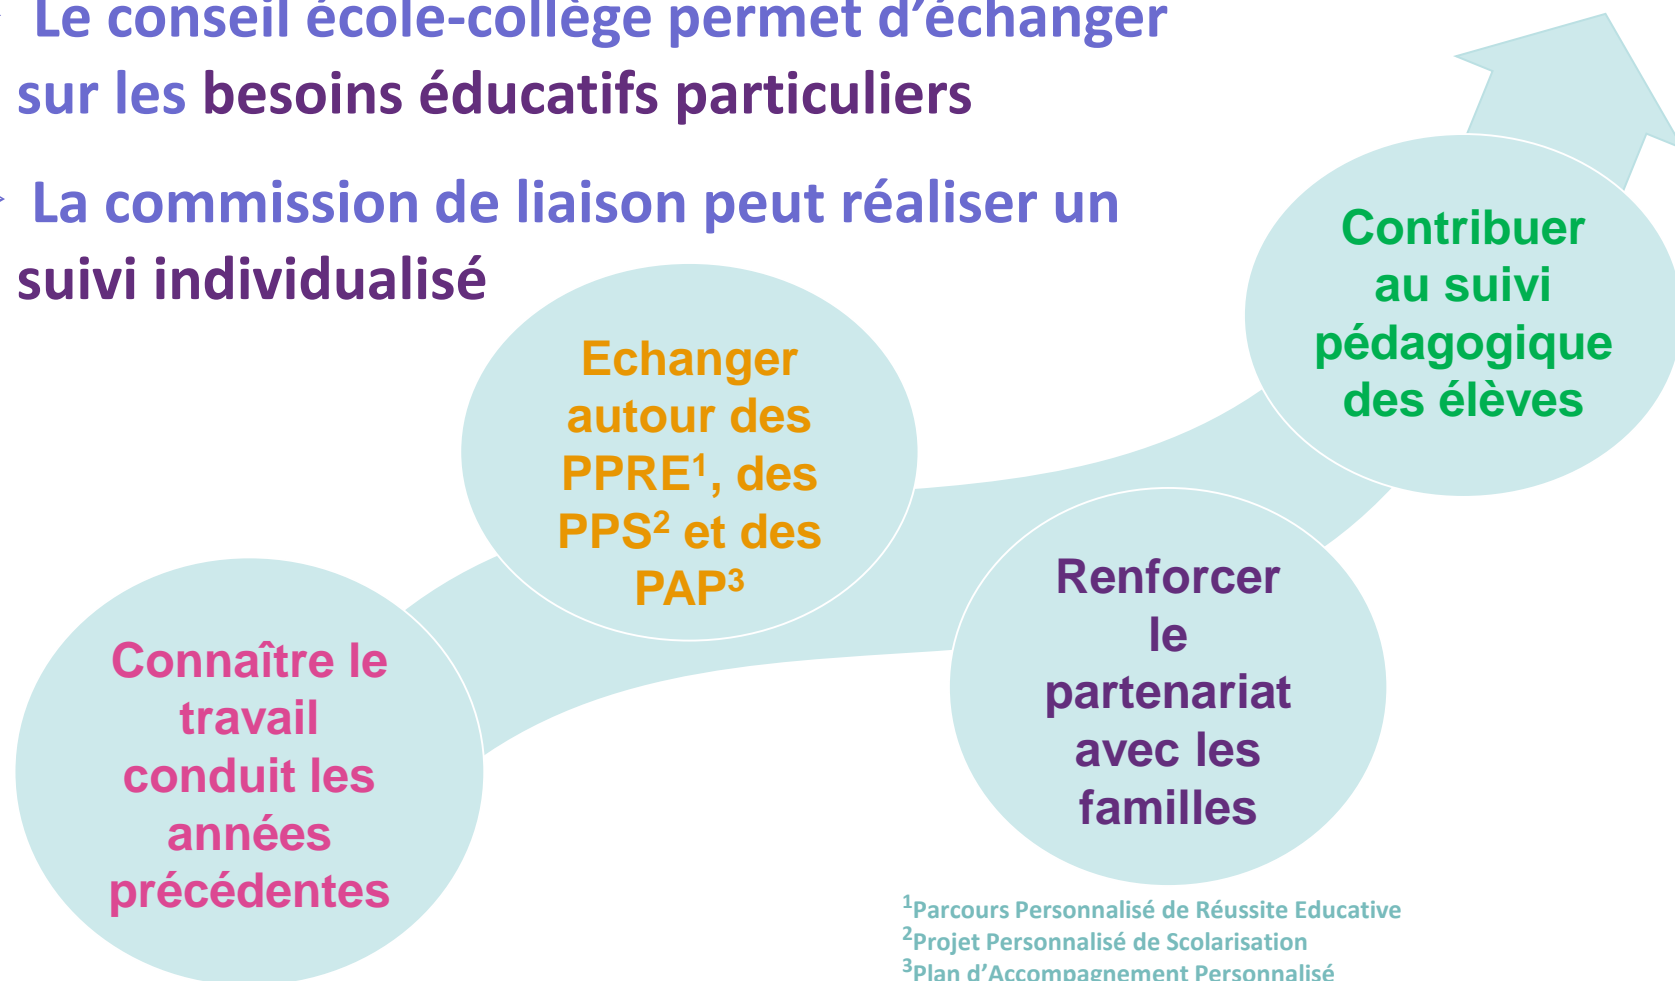 Le conseil école-collège permet d’échanger
sur les besoins éducatifs particuliers
La commission de liaison peut réaliser un
suivi individualisé
Connaître le
travail
conduit les
années
précédentes
Echanger
autour des
PPRE¹, des
PPS² et des
PAP³
Renforcer
le
partenariat
avec les
familles
Contribuer
au suivi
pédagogique
des élèves
¹Parcours Personnalisé de Réussite Educative
²Projet Personnalisé de Scolarisation
³Plan d’Accompagnement Personnalisé